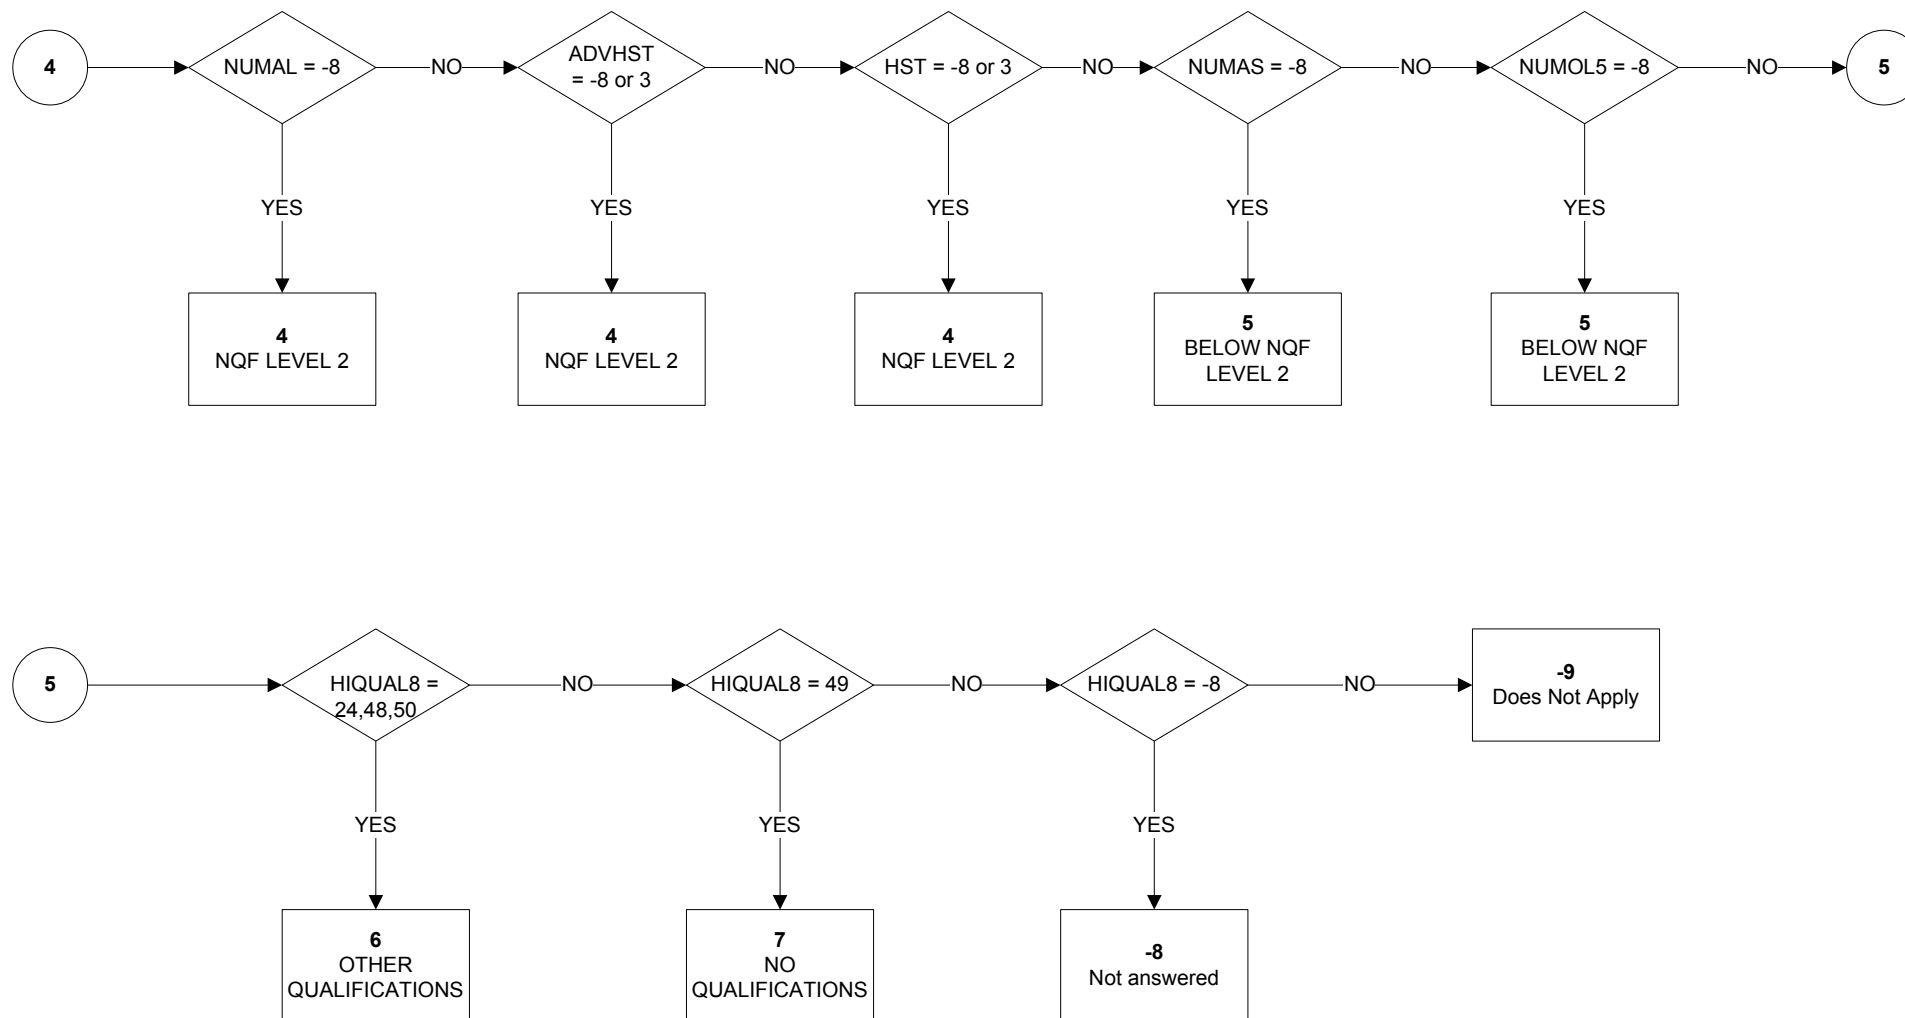 4
NUMAL = -8
NO
ADVHST
= -8 or 3
NO
HST = -8 or 3
NO
NUMAS = -8
NO
NUMOL5 = -8
NO
5
YES
YES
YES
YES
YES
4
NQF LEVEL 2
4
NQF LEVEL 2
4
NQF LEVEL 2
5
BELOW NQF
LEVEL 2
5
BELOW NQF
LEVEL 2
5
HIQUAL8 =
24,48,50
NO
HIQUAL8 = 49
NO
HIQUAL8 = -8
NO
-9
Does Not Apply
YES
YES
YES
6
OTHER
QUALIFICATIONS
7
NO
QUALIFICATIONS
-8
Not answered